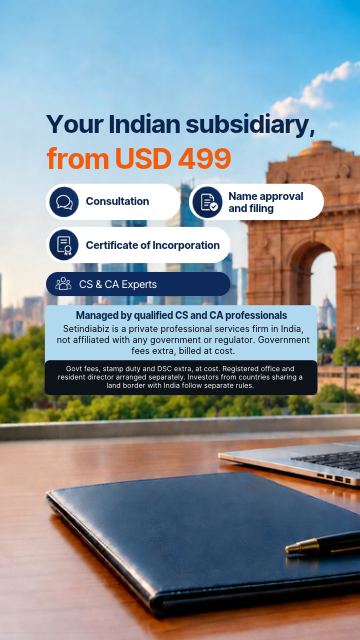 Your Indian subsidiary,
from USD 499
Consultation
Name approval
and filing
Certificate of Incorporation
CS & CA Experts
Managed by qualified CS and CA professionals
Setindiabiz is a private professional services firm in India,
not affiliated with any government or regulator. Government
fees extra, billed at cost.
Govt fees, stamp duty and DSC extra, at cost. Registered office and
resident director arranged separately. Investors from countries sharing a
land border with India follow separate rules.